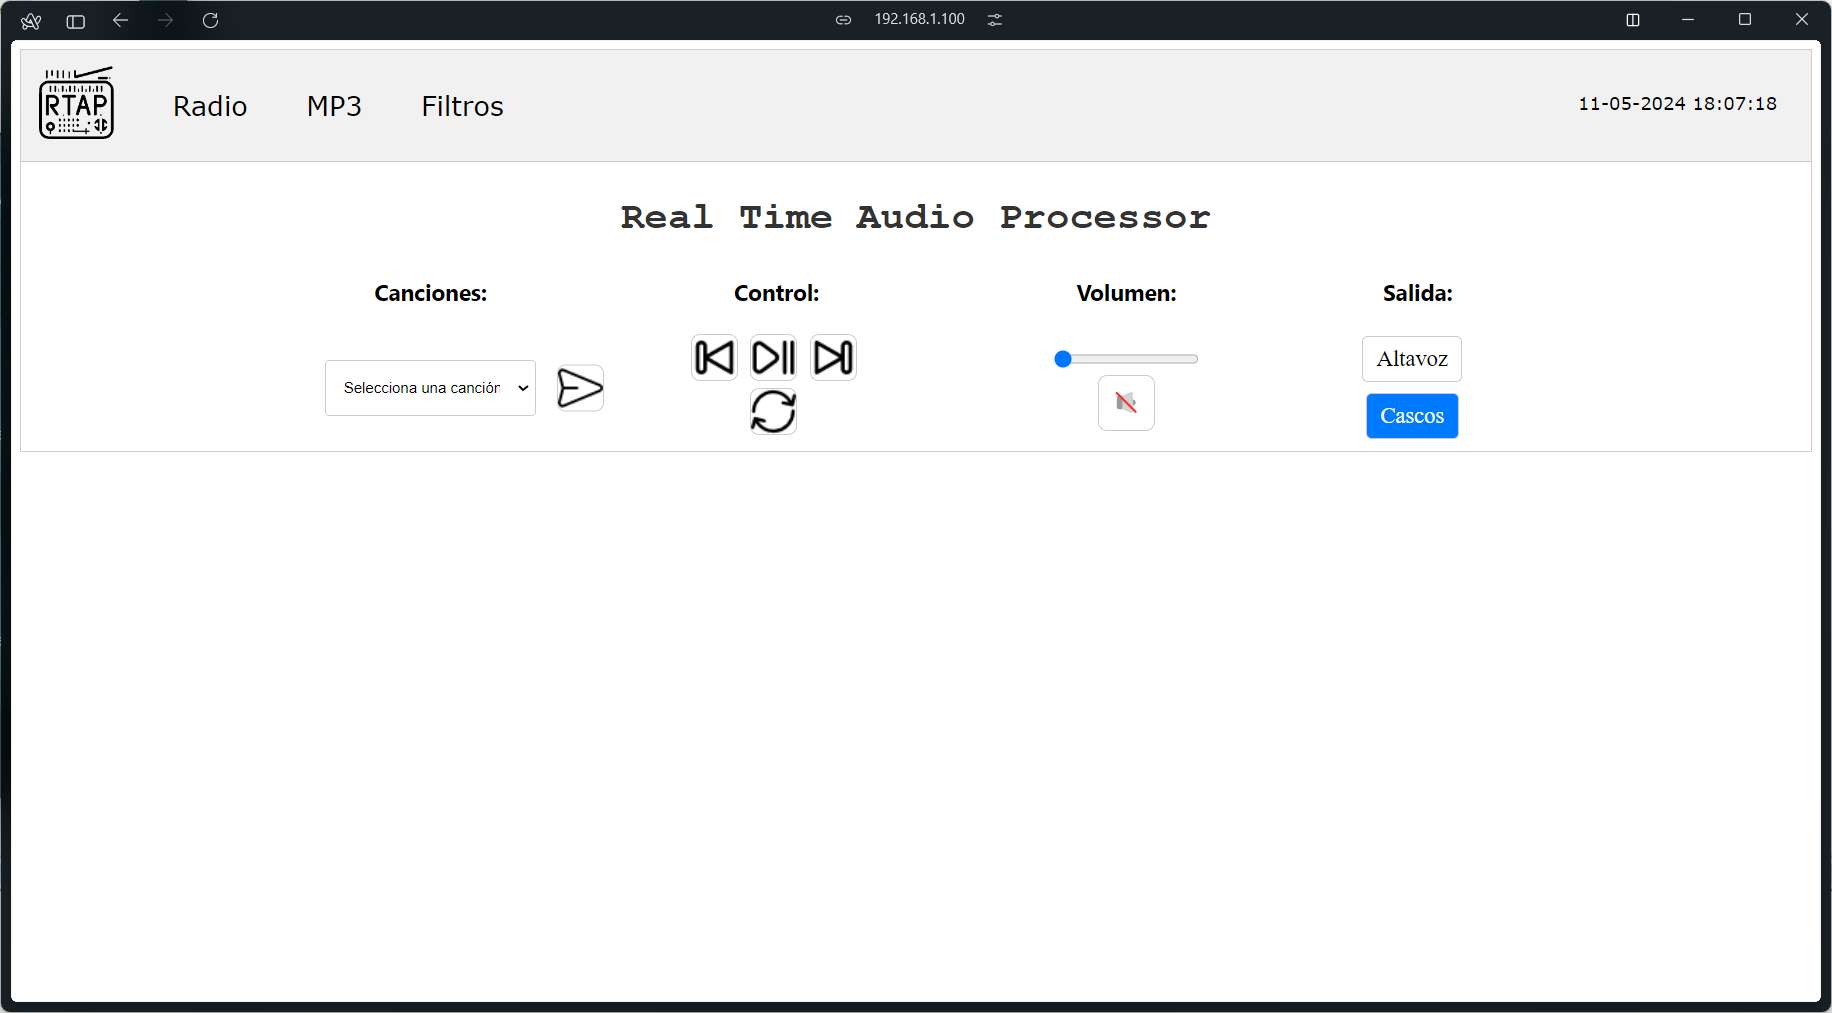 192.168.1.100
RTAP
Radio MP3 Filtros
11-05-2024 18:07:18
Real Time Audio Processor
Canciones: Control: Volumen: Salida:
Selecciona una canción
Altavoz
Cascos